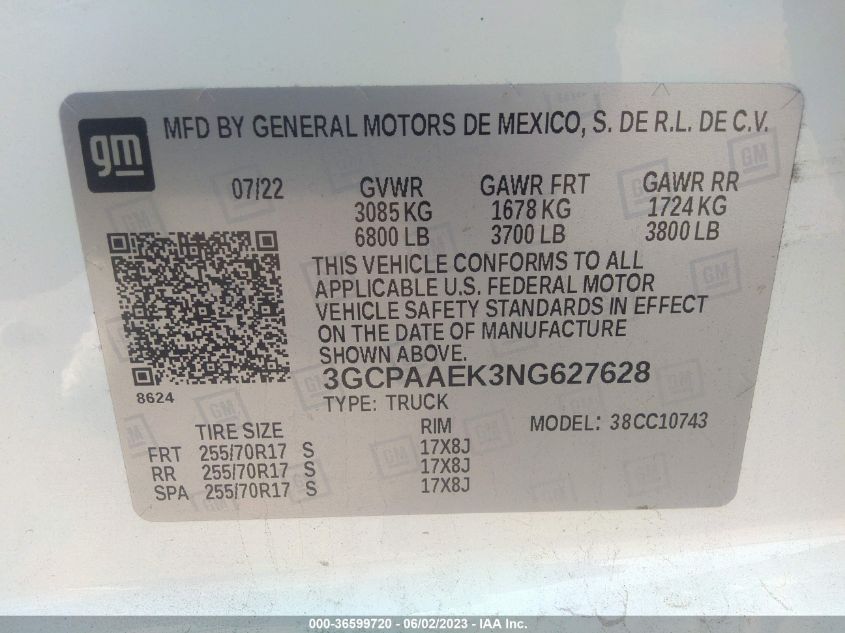 gm
MFD BY GENERAL MOTORS DE MEXICO, S. DE R.L. DE C.V.
07/22 GVWR GAWR FRT GAWR RR
3085 KG 1678 KG 1724 KG
6800 LB 3700 LB 3800 LB
THIS VEHICLE CONFORMS TO ALL
APPLICABLE U.S. FEDERAL MOTOR
VEHICLE SAFETY STANDARDS IN EFFECT
ON THE DATE OF MANUFACTURE
SHOWN ABOVE.
3GCPAAEK3NG627628
8624
TYPE: TRUCK
TIRE SIZE RIM MODEL: 38CC10743
FRT 255/70R17 S 17X8J
RR 255/70R17 S 17X8J
SPA 255/70R17 S 17X8J
000-36599720 - 06/02/2023 - IAA Inc.